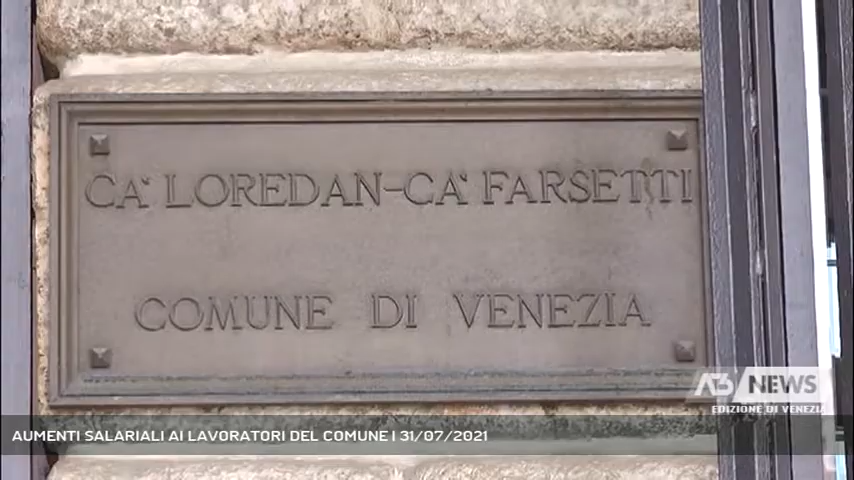 CA' LOREDAN-CA' FARSETTI
COMUNE DI VENEZIA
A3 NEWS
EDIZIONE DI VENEZIA
AUMENTI SALARIALI AI LAVORATORI DEL COMUNE | 31/07/2021